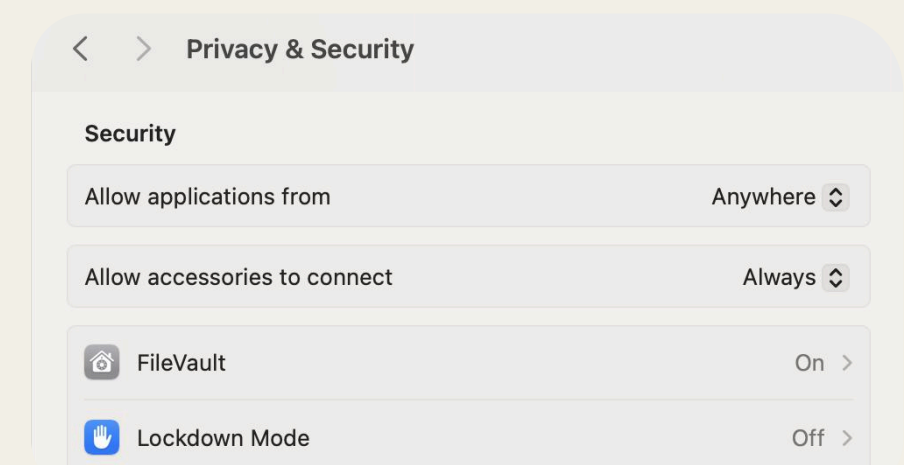 Privacy & Security
Security
Allow applications from Anywhere
Allow accessories to connect Always
FileVault On
Lockdown Mode Off